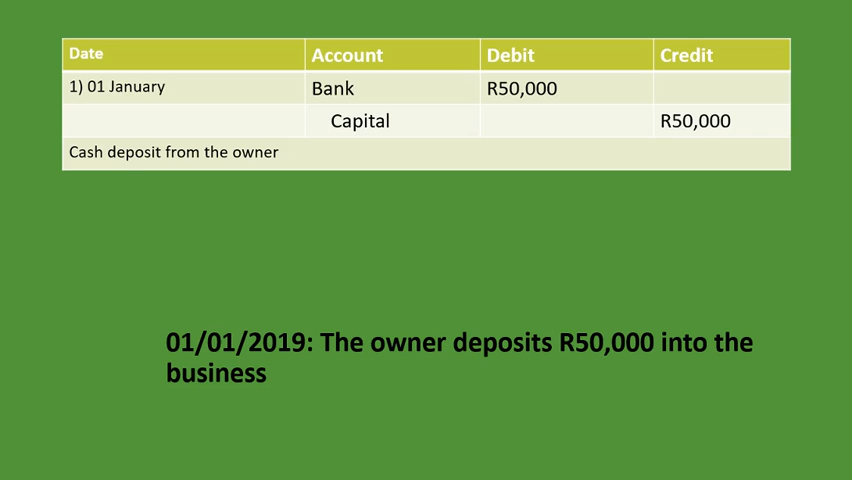 Date Account Debit Credit
1) 01 January Bank R50,000
Capital R50,000
Cash deposit from the owner
01/01/2019: The owner deposits R50,000 into the
business